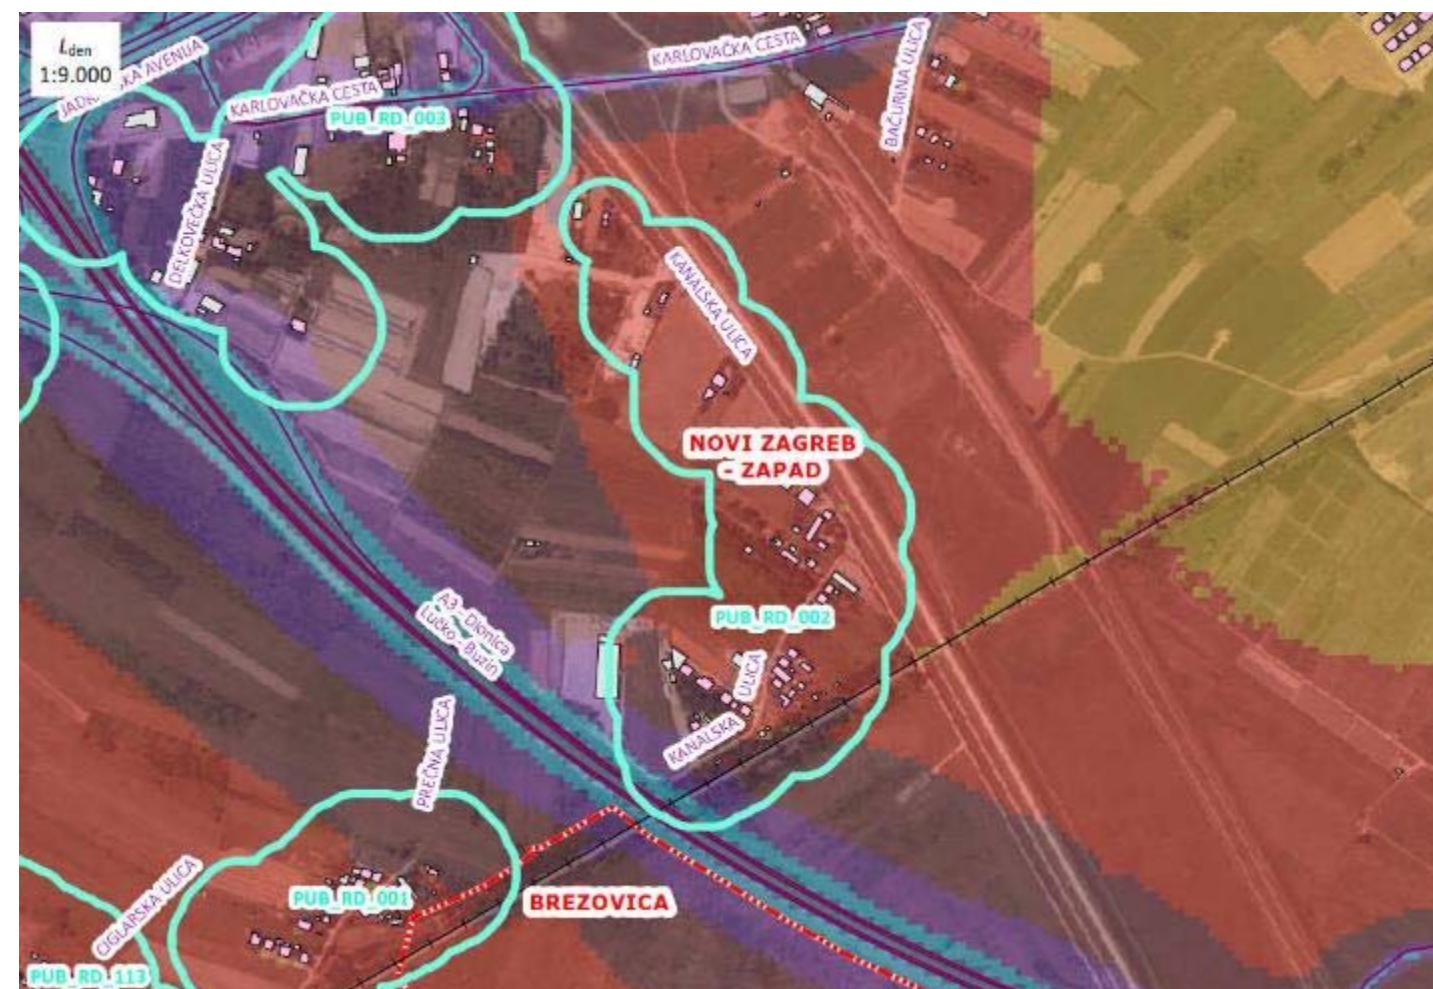 Lden
1:9.000
KARLOVAČKA CESTA
BAČURINA ULICA
KARLOVAČKA CESTA
PUB_RD_003
DELKOVEČKA ULICA
KANALSKA ULICA
NOVI ZAGREB
- ZAPAD
A3 - Dionica
Lučko - Buzin
PUB_RD_002
KANALSKA
ULICA
PREČNA ULICA
CIGLARSKA ULICA
PUB_RD_001
BREZOVICA
PUB_RD_113